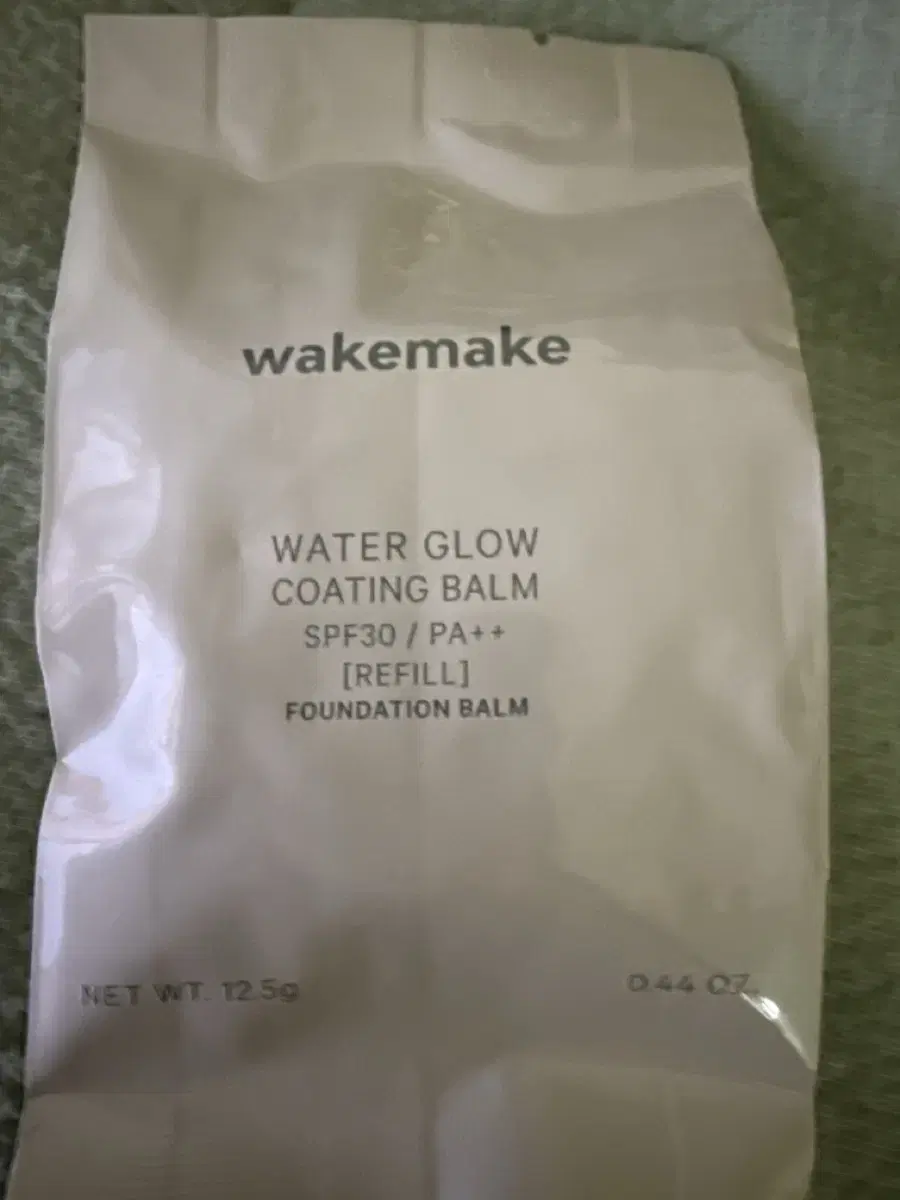 wakemake
WATER GLOW
COATING BALM
SPF30 / PA++
[REFILL]
FOUNDATION BALM
NET WT. 12.5g
0.44 OZ.